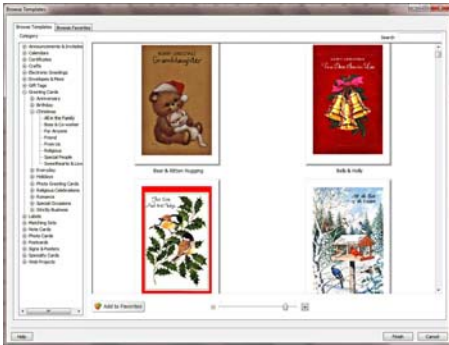 Browse Templates
Browse Templates
Browse Favorites
Category
Search
Announcements & Invitatio
Calendars
Certificates
Crafts
Electronic Greetings
Envelopes & More
Gift Tags
Greeting Cards
Anniversary
Birthday
Christmas
All in the Family
Boss & Co-worker
For Anyone
Friend
From Us
Religious
Special People
Sweethearts & Love
Everyday
Holidays
Photo Greeting Cards
Religious Celebrations
Romance
Special Occasions
Strictly Business
Labels
Matching Sets
Note Cards
Photo Cards
Postcards
Signs & Posters
Specialty Cards
Web Projects
MERRY CHRISTMAS
Granddaughter
Bear & Kitten Hugging
Bells & Holly
Add to Favorites
Help
Finish
Cancel